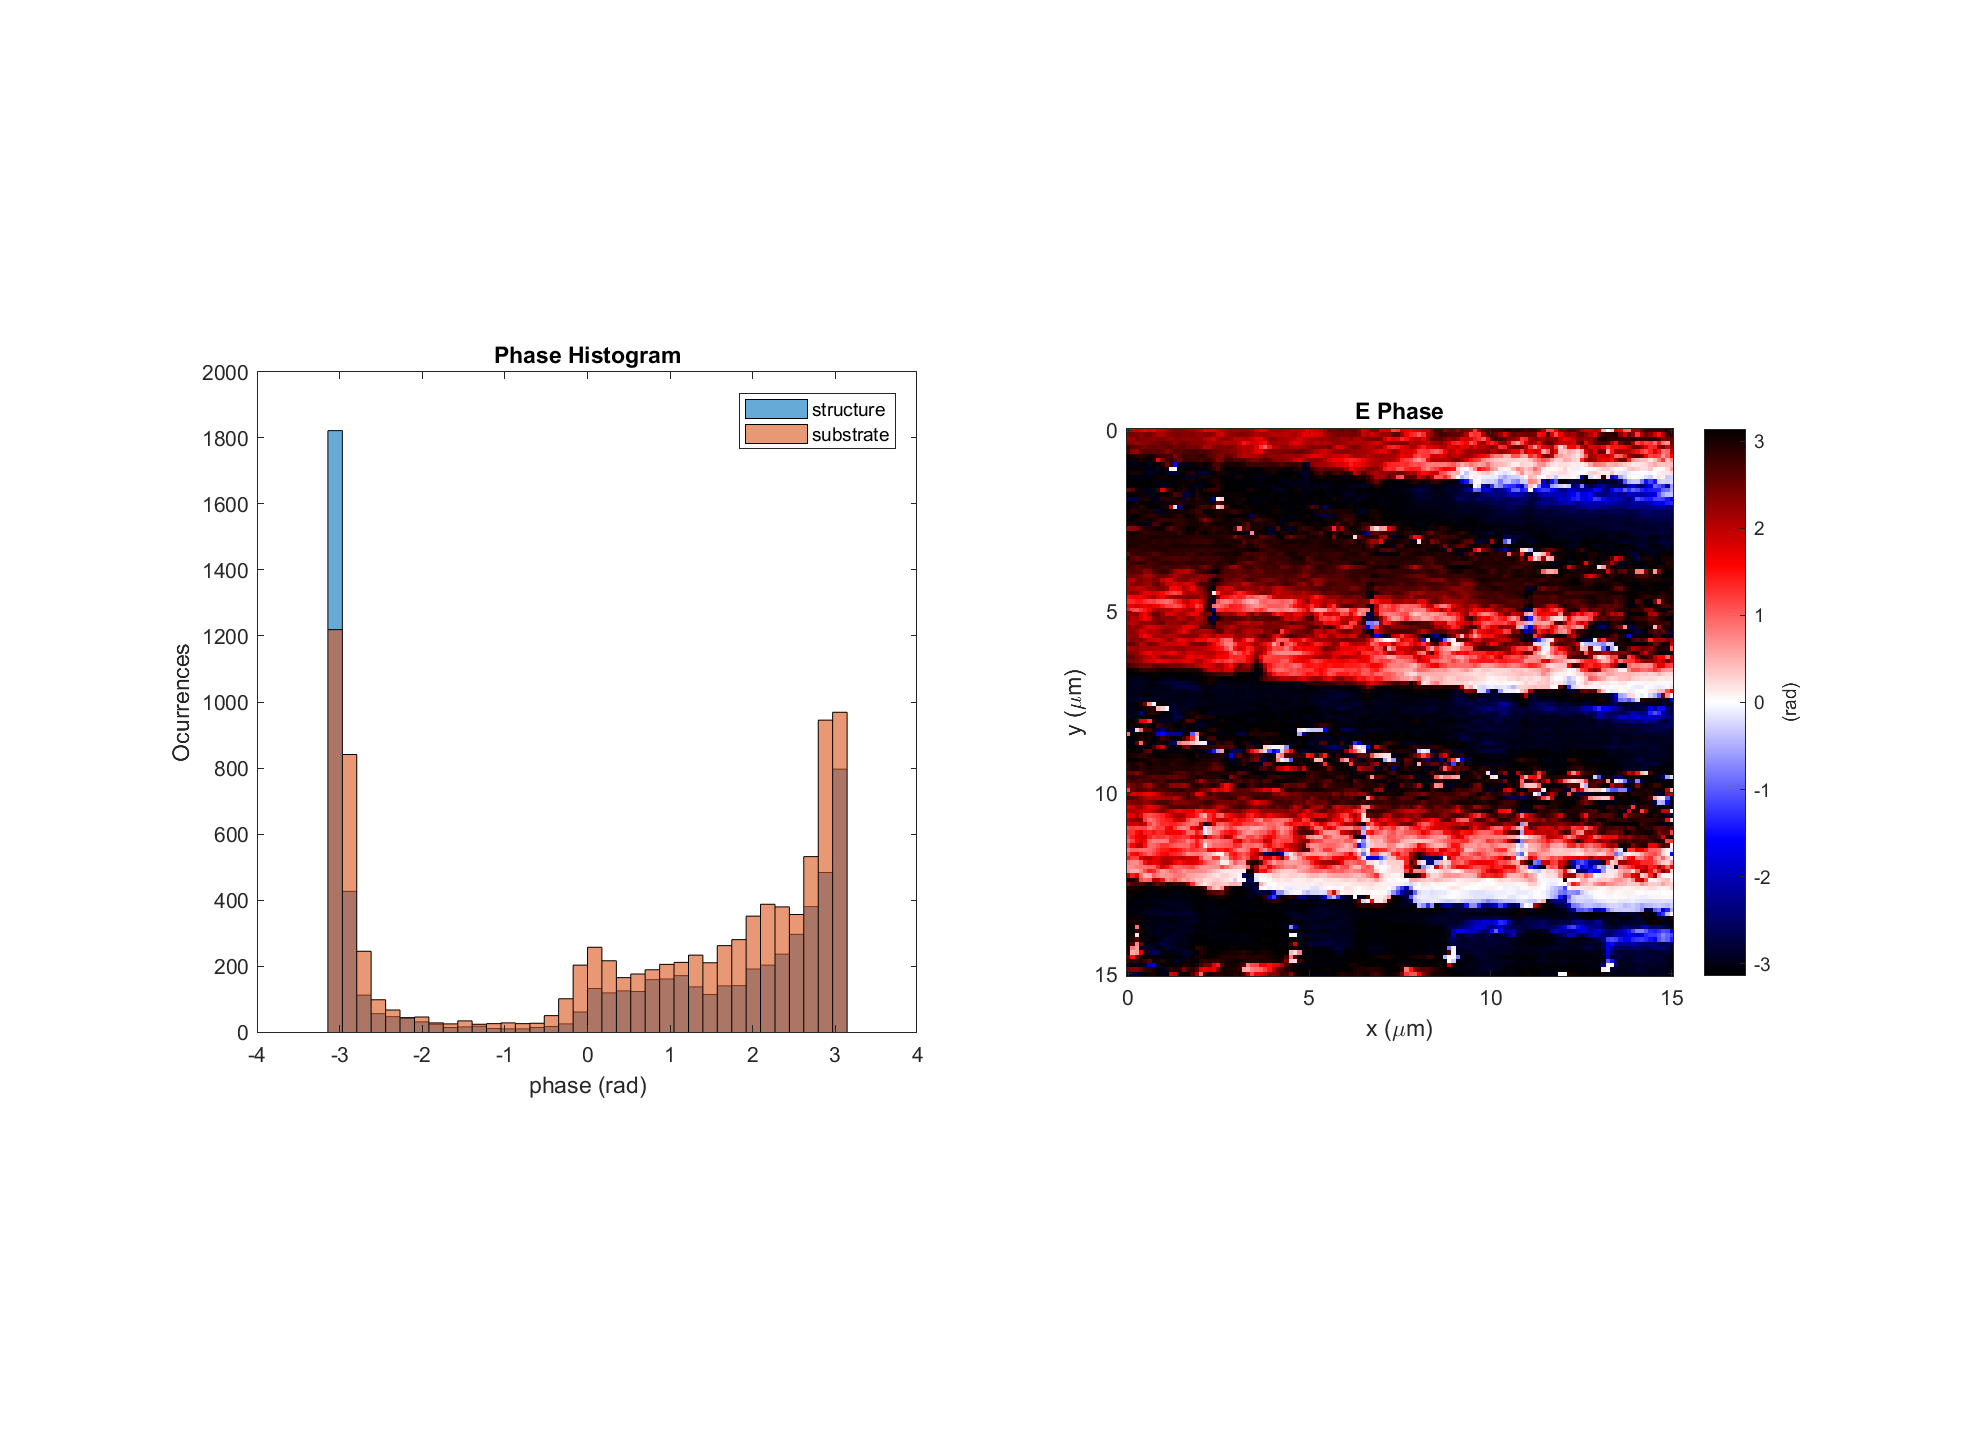 Phase Histogram
2000
1800
1600
1400
1200
1000
800
600
400
200
0
Ocurrences
structure
substrate
-4 -3 -2 -1 0 1 2 3 4
phase (rad)
E Phase
0
5
10
15
y (μm)
0 5 10 15
x (μm)
3
2
1
0
-1
-2
-3
(rad)